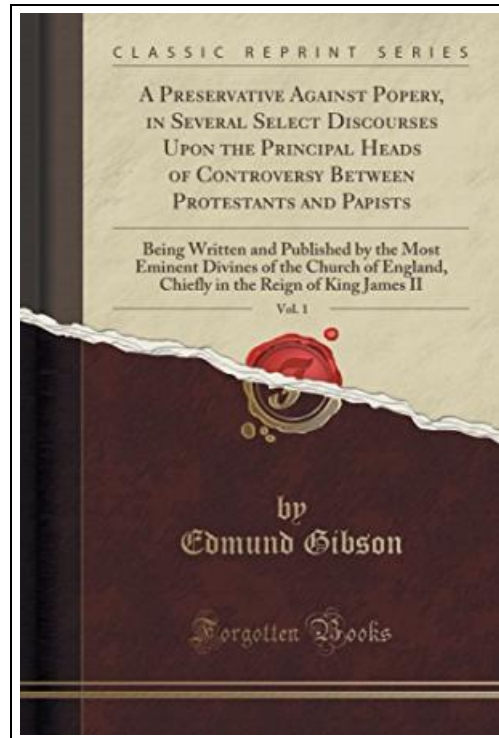 CLASSIC REPRINT SERIES
A PRESERVATIVE AGAINST POPERY,
IN SEVERAL SELECT DISCOURSES
UPON THE PRINCIPAL HEADS
OF CONTROVERSY BETWEEN
PROTESTANTS AND PAPISTS
Being Written and Published by the Most
Eminent Divines of the Church of England,
Chiefly in the Reign of King James II
Vol. 1
by
Edmund Gibson
Forgotten Books